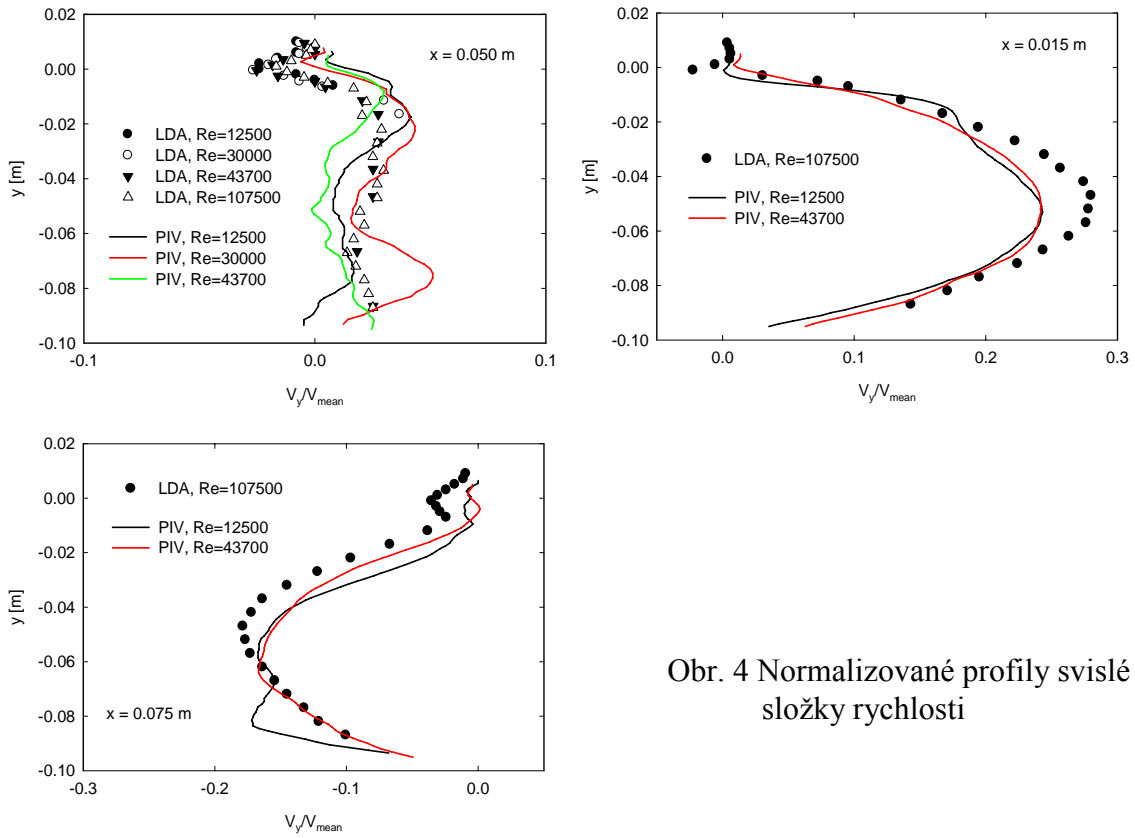 0.02
0.00
-0.02
-0.04
-0.06
-0.08
-0.10
y [m]
x = 0.050 m
LDA, Re=12500
LDA, Re=30000
LDA, Re=43700
LDA, Re=107500
PIV, Re=12500
PIV, Re=30000
PIV, Re=43700
-0.1 0.0 0.1
Vy/Vmean
0.02
0.00
-0.02
-0.04
-0.06
-0.08
-0.10
y [m]
x = 0.015 m
LDA, Re=107500
PIV, Re=12500
PIV, Re=43700
0.0 0.1 0.2 0.3
Vy/Vmean
0.02
0.00
-0.02
-0.04
-0.06
-0.08
-0.10
y [m]
LDA, Re=107500
PIV, Re=12500
PIV, Re=43700
x = 0.075 m
-0.3 -0.2 -0.1 0.0
Vy/Vmean
Obr. 4 Normalizované profily svislé
složky rychlosti